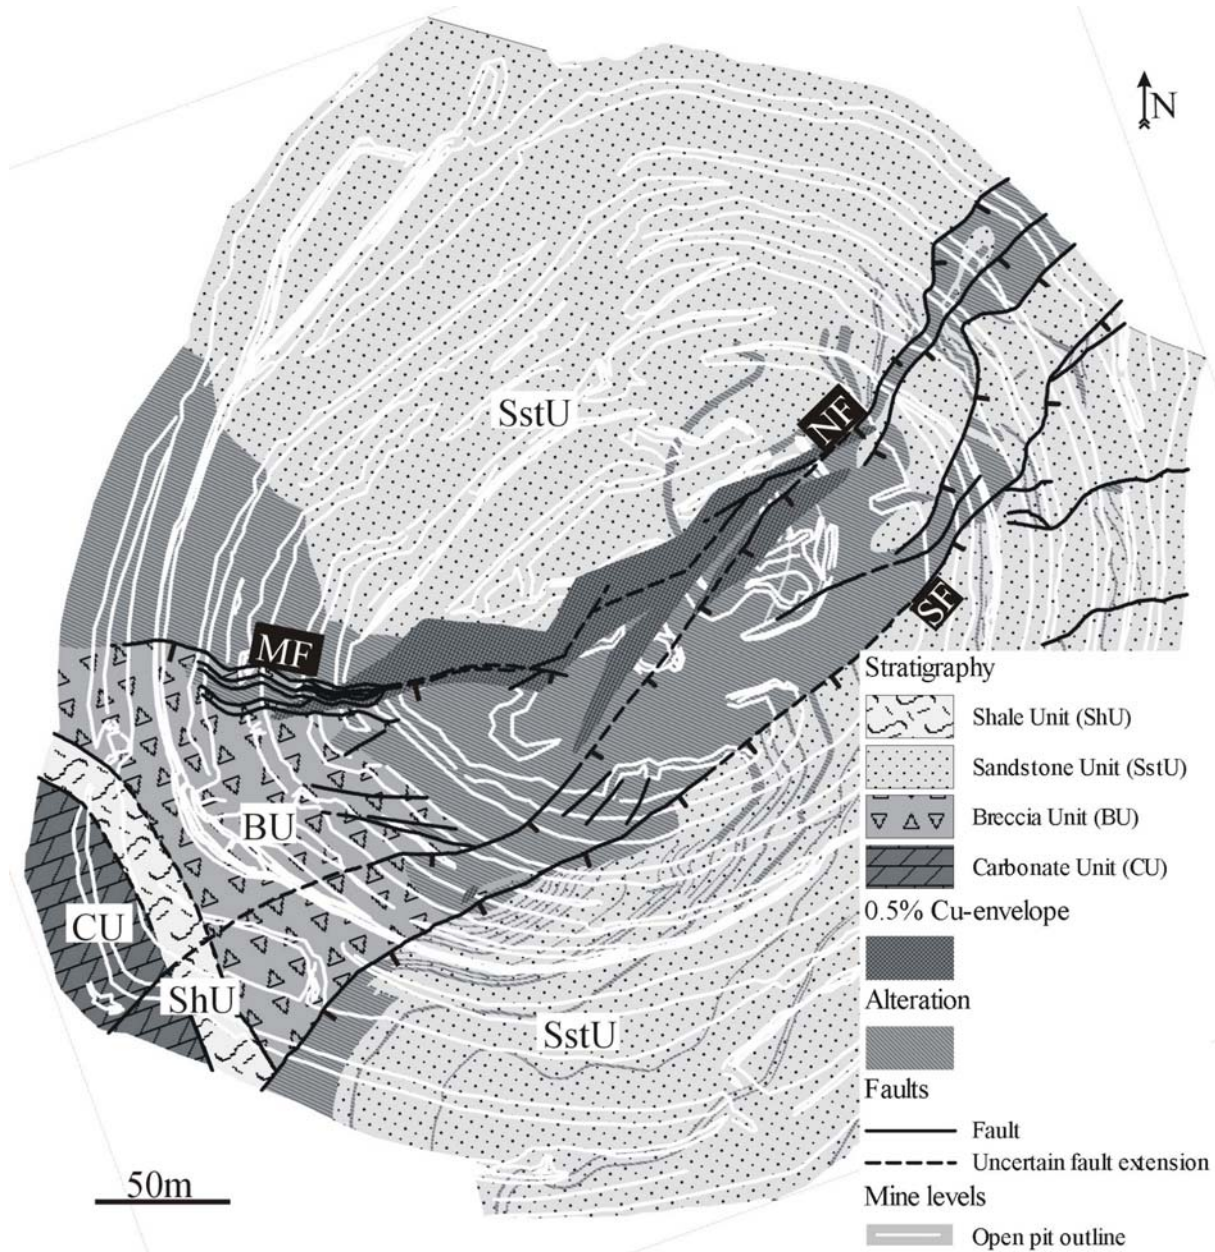 N
SstU
NF
MF
SF
BU
CU
ShU
SstU
50m
Stratigraphy
Shale Unit (ShU)
Sandstone Unit (SstU)
Breccia Unit (BU)
Carbonate Unit (CU)
0.5% Cu-envelope
Alteration
Faults
Fault
Uncertain fault extension
Mine levels
Open pit outline